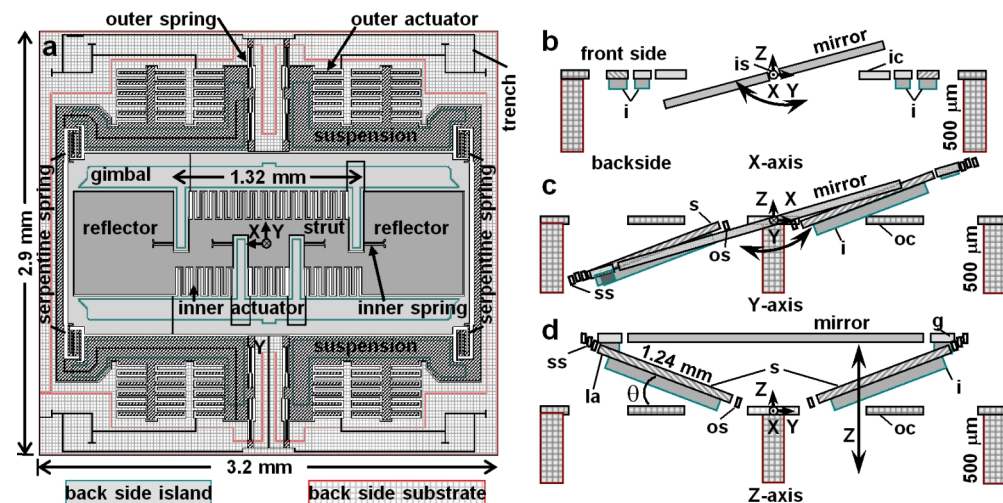 a
outer spring
outer actuator
trench
suspension
serpentine spring
serpentine spring
gimbal
1.32 mm
reflector
X Y
strut
reflector
inner actuator
inner spring
Y
suspension
2.9 mm
3.2 mm
back side island
back side substrate
b
front side
is
Z
mirror
ic
X Y
i
i
500 µm
backside
X-axis
c
s
Z
X
mirror
os
Y
i
oc
ss
500 µm
Y-axis
d
mirror
g
ss
la
1.24 mm
s
i
θ
Z
os
X
Y
Z
oc
500 µm
Z-axis